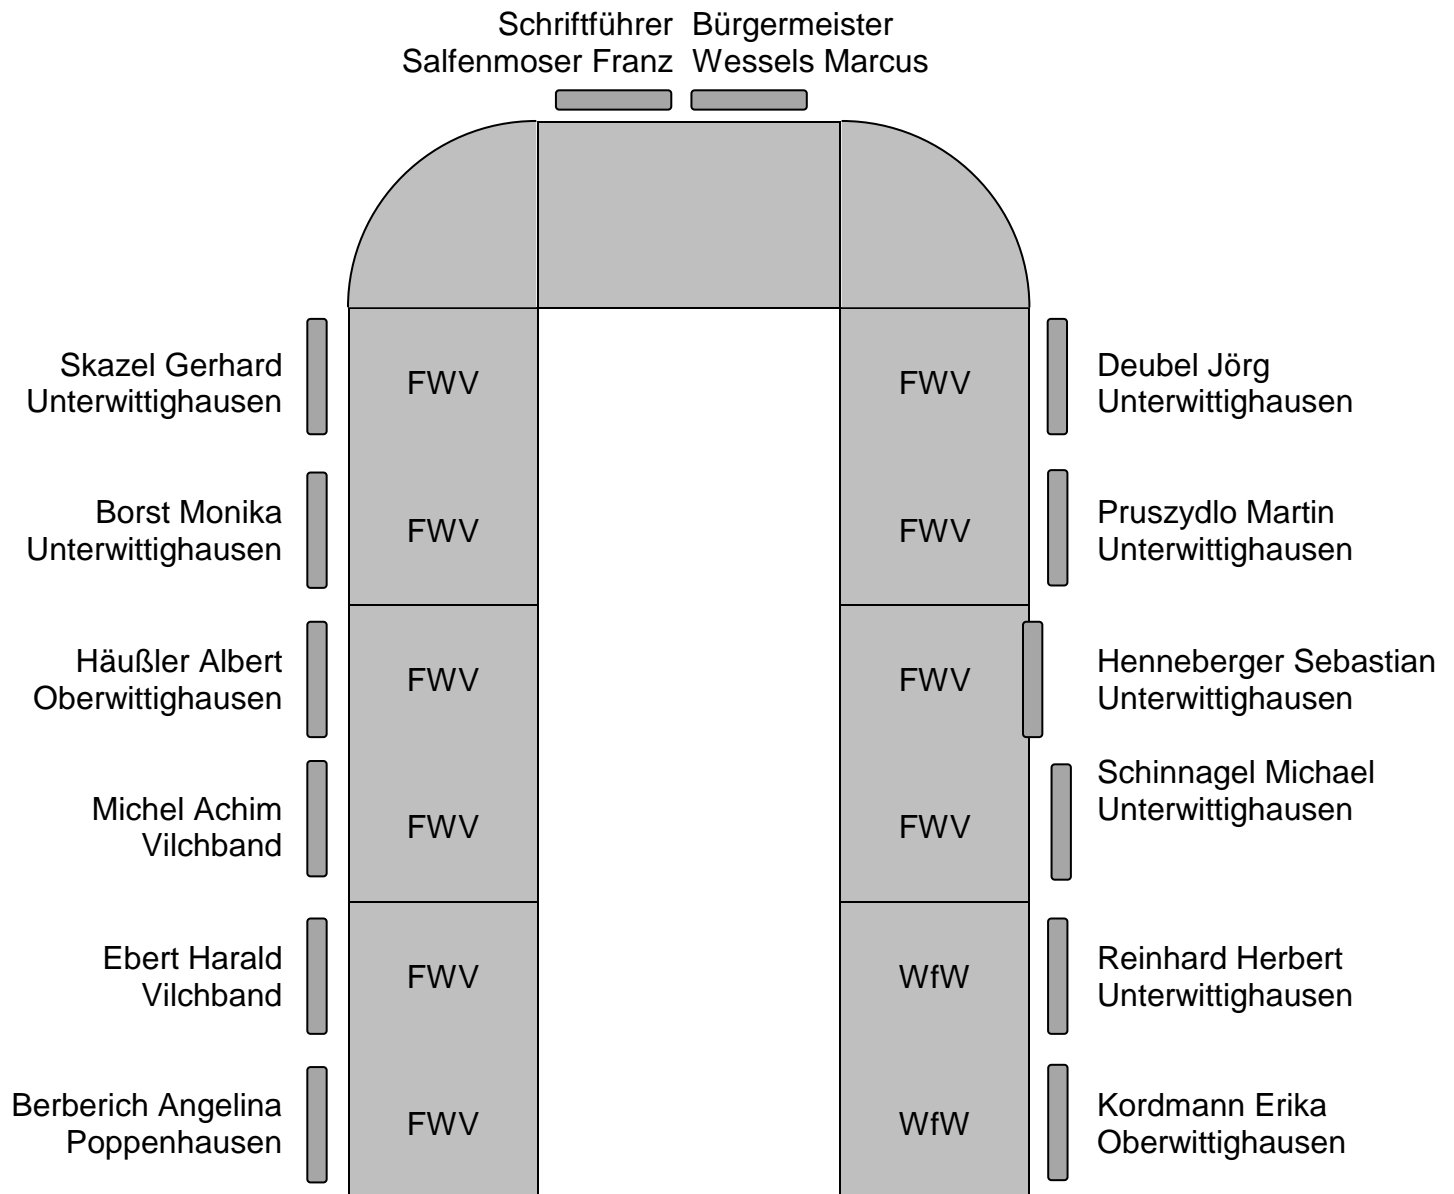 Schriftführer
Salfenmoser Franz
Bürgermeister
Wessels Marcus
Skazel Gerhard
Unterwittighausen
FWV
FWV
Deubel Jörg
Unterwittighausen
Borst Monika
Unterwittighausen
FWV
FWV
Pruszydlo Martin
Unterwittighausen
Häußler Albert
Oberwittighausen
FWV
FWV
Henneberger Sebastian
Unterwittighausen
Michel Achim
Vilchband
FWV
FWV
Schinnagel Michael
Unterwittighausen
Ebert Harald
Vilchband
FWV
WfW
Reinhard Herbert
Unterwittighausen
Berberich Angelina
Poppenhausen
FWV
WfW
Kordmann Erika
Oberwittighausen